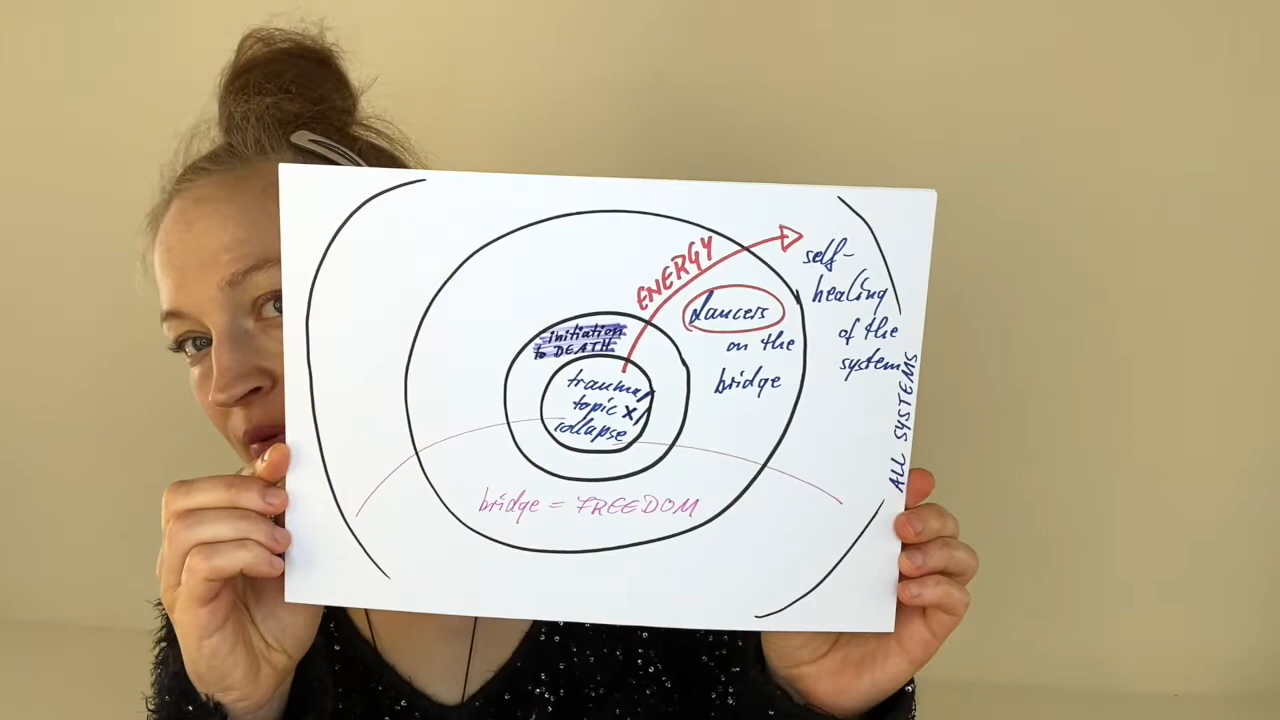 ENERGY
self-
healing
of the
system
ALL SYSTEMS
dancers
on the
bridge
initiation
to DEATH
trauma/
topic x/
collapse
bridge = FREEDOM